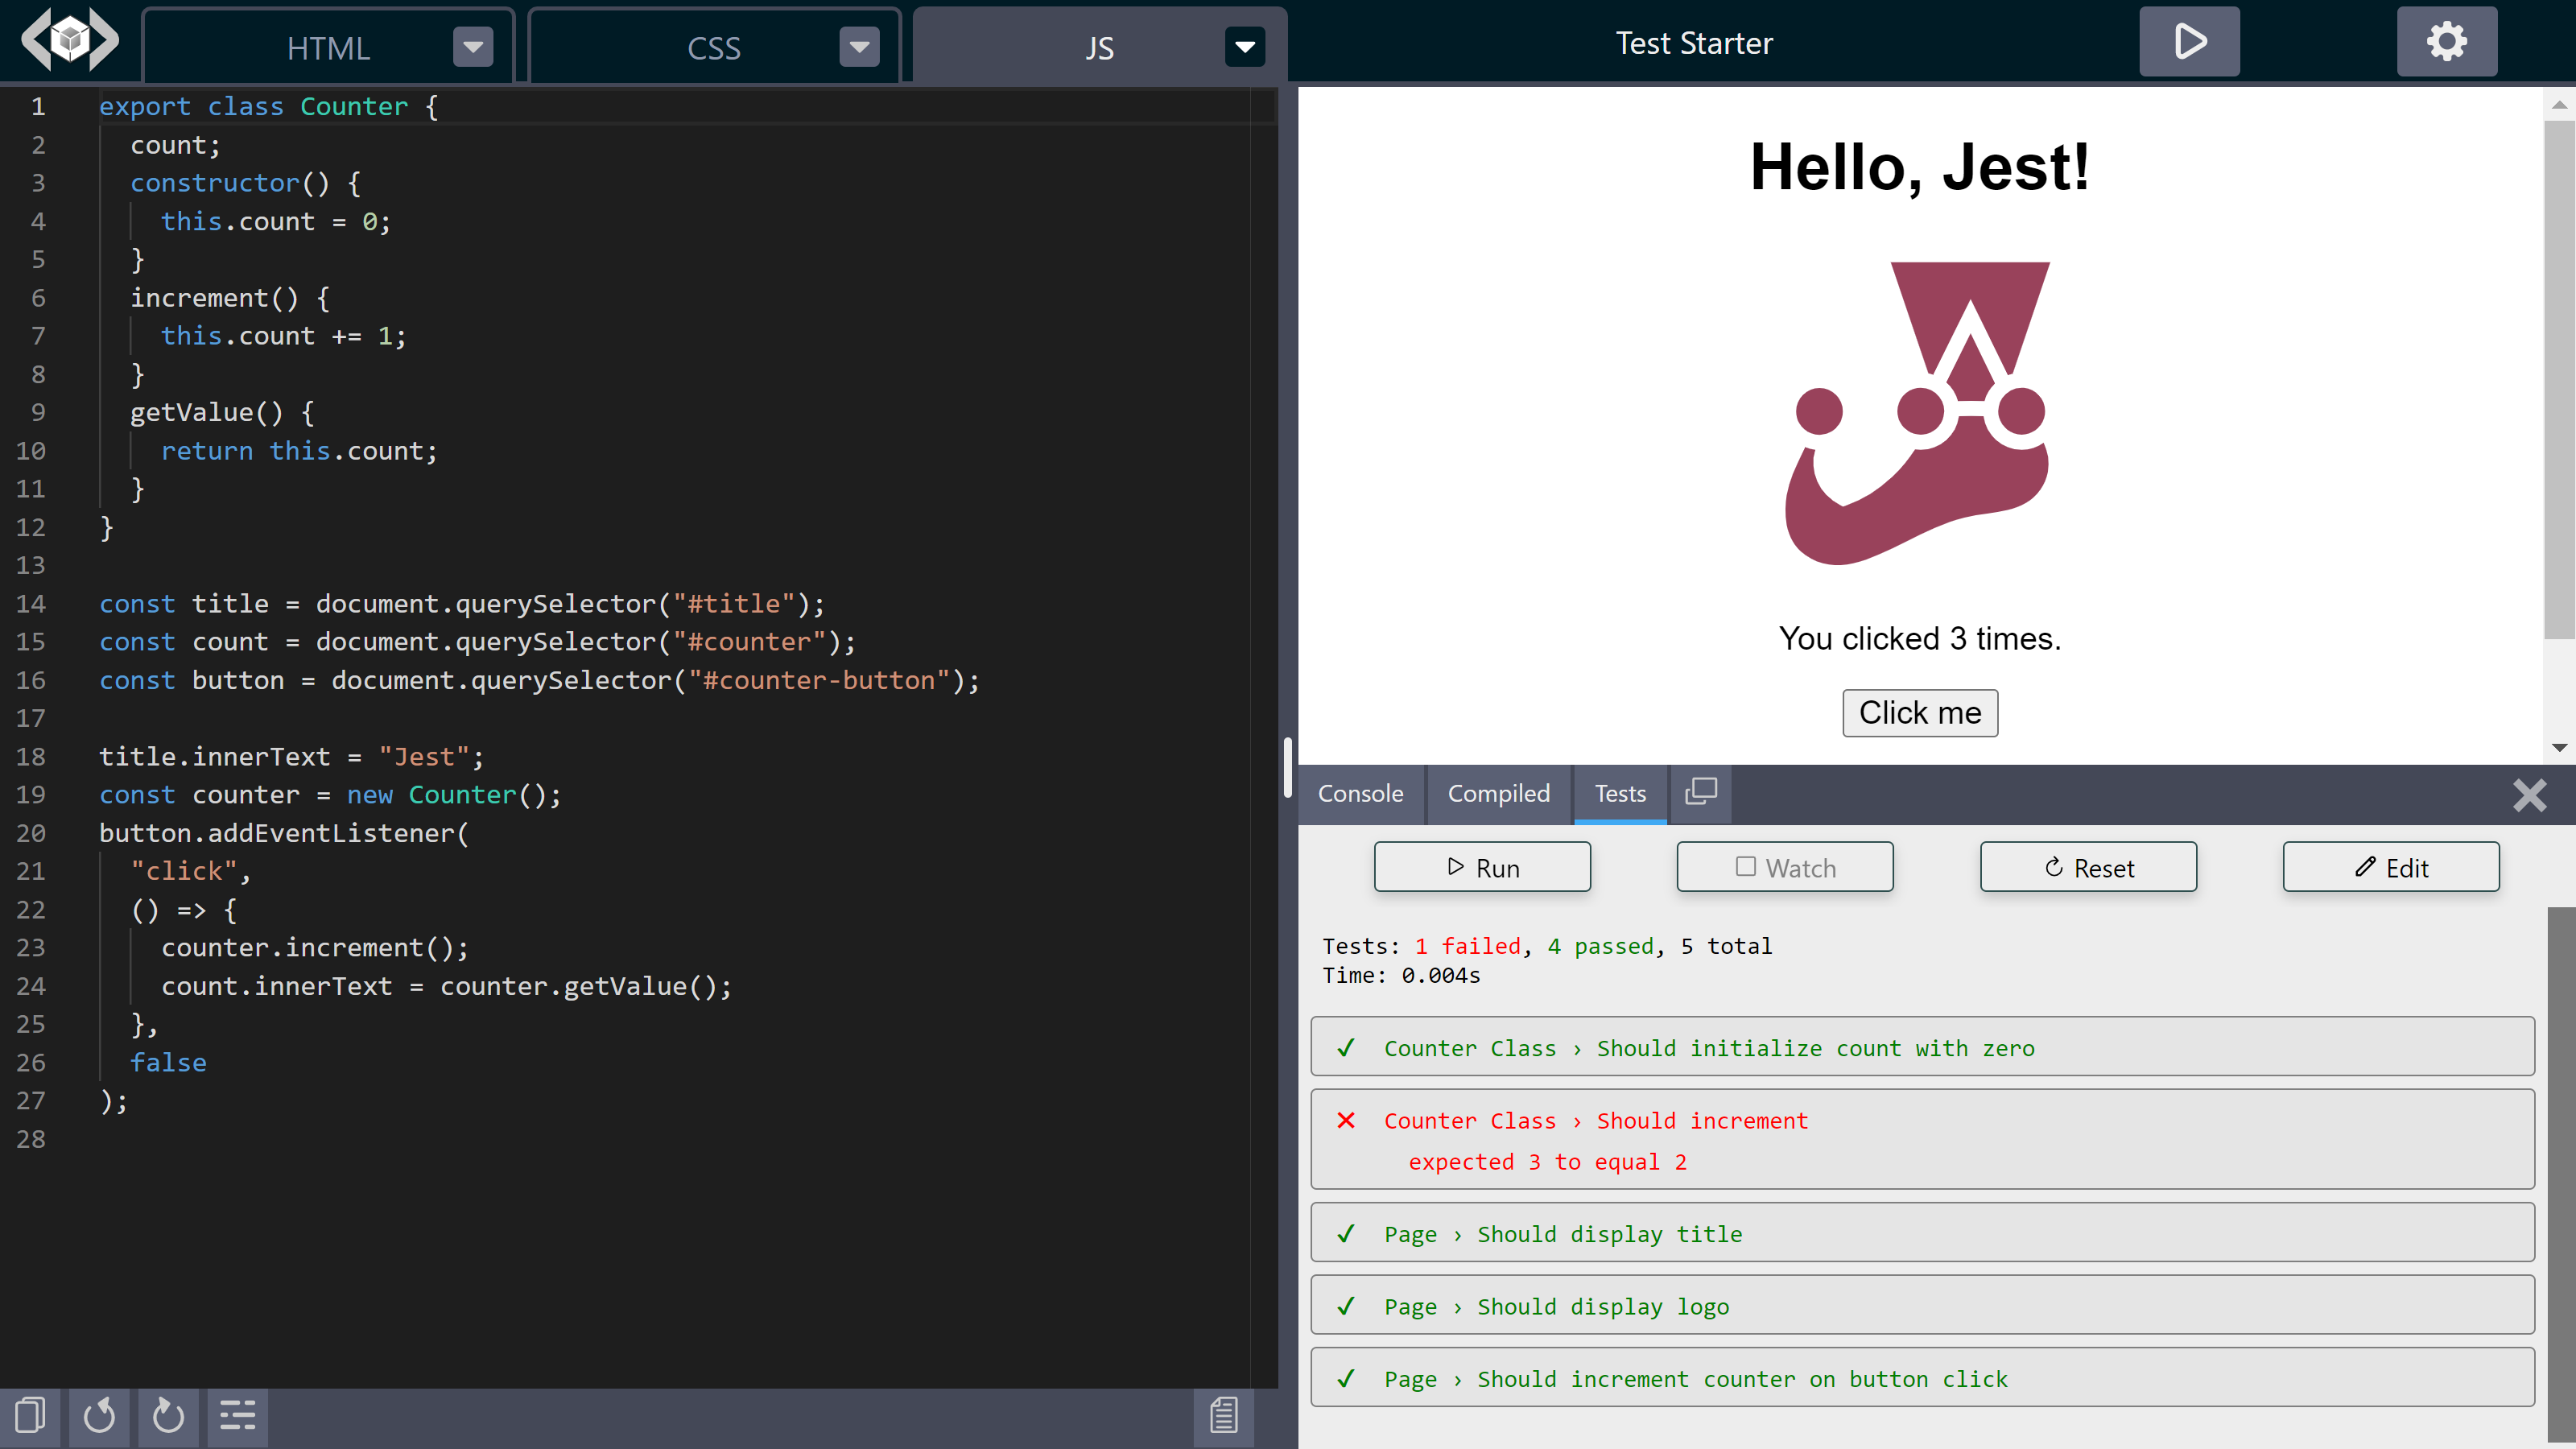 HTML
CSS
JS
Test Starter
1 export class Counter {
2   count;
3   constructor() {
4     this.count = 0;
5   }
6   increment() {
7     this.count += 1;
8   }
9   getValue() {
10     return this.count;
11   }
12 }
13
14 const title = document.querySelector("#title");
15 const count = document.querySelector("#counter");
16 const button = document.querySelector("#counter-button");
17
18 title.innerText = "Jest";
19 const counter = new Counter();
20 button.addEventListener(
21   "click",
22   () => {
23     counter.increment();
24     count.innerText = counter.getValue();
25   },
26   false
27 );
28
Hello, Jest!
You clicked 3 times.
Click me
Console
Compiled
Tests
Run
Watch
Reset
Edit
Tests: 1 failed, 4 passed, 5 total
Time: 0.004s
✓ Counter Class › Should initialize count with zero
✕ Counter Class › Should increment
expected 3 to equal 2
✓ Page › Should display title
✓ Page › Should display logo
✓ Page › Should increment counter on button click